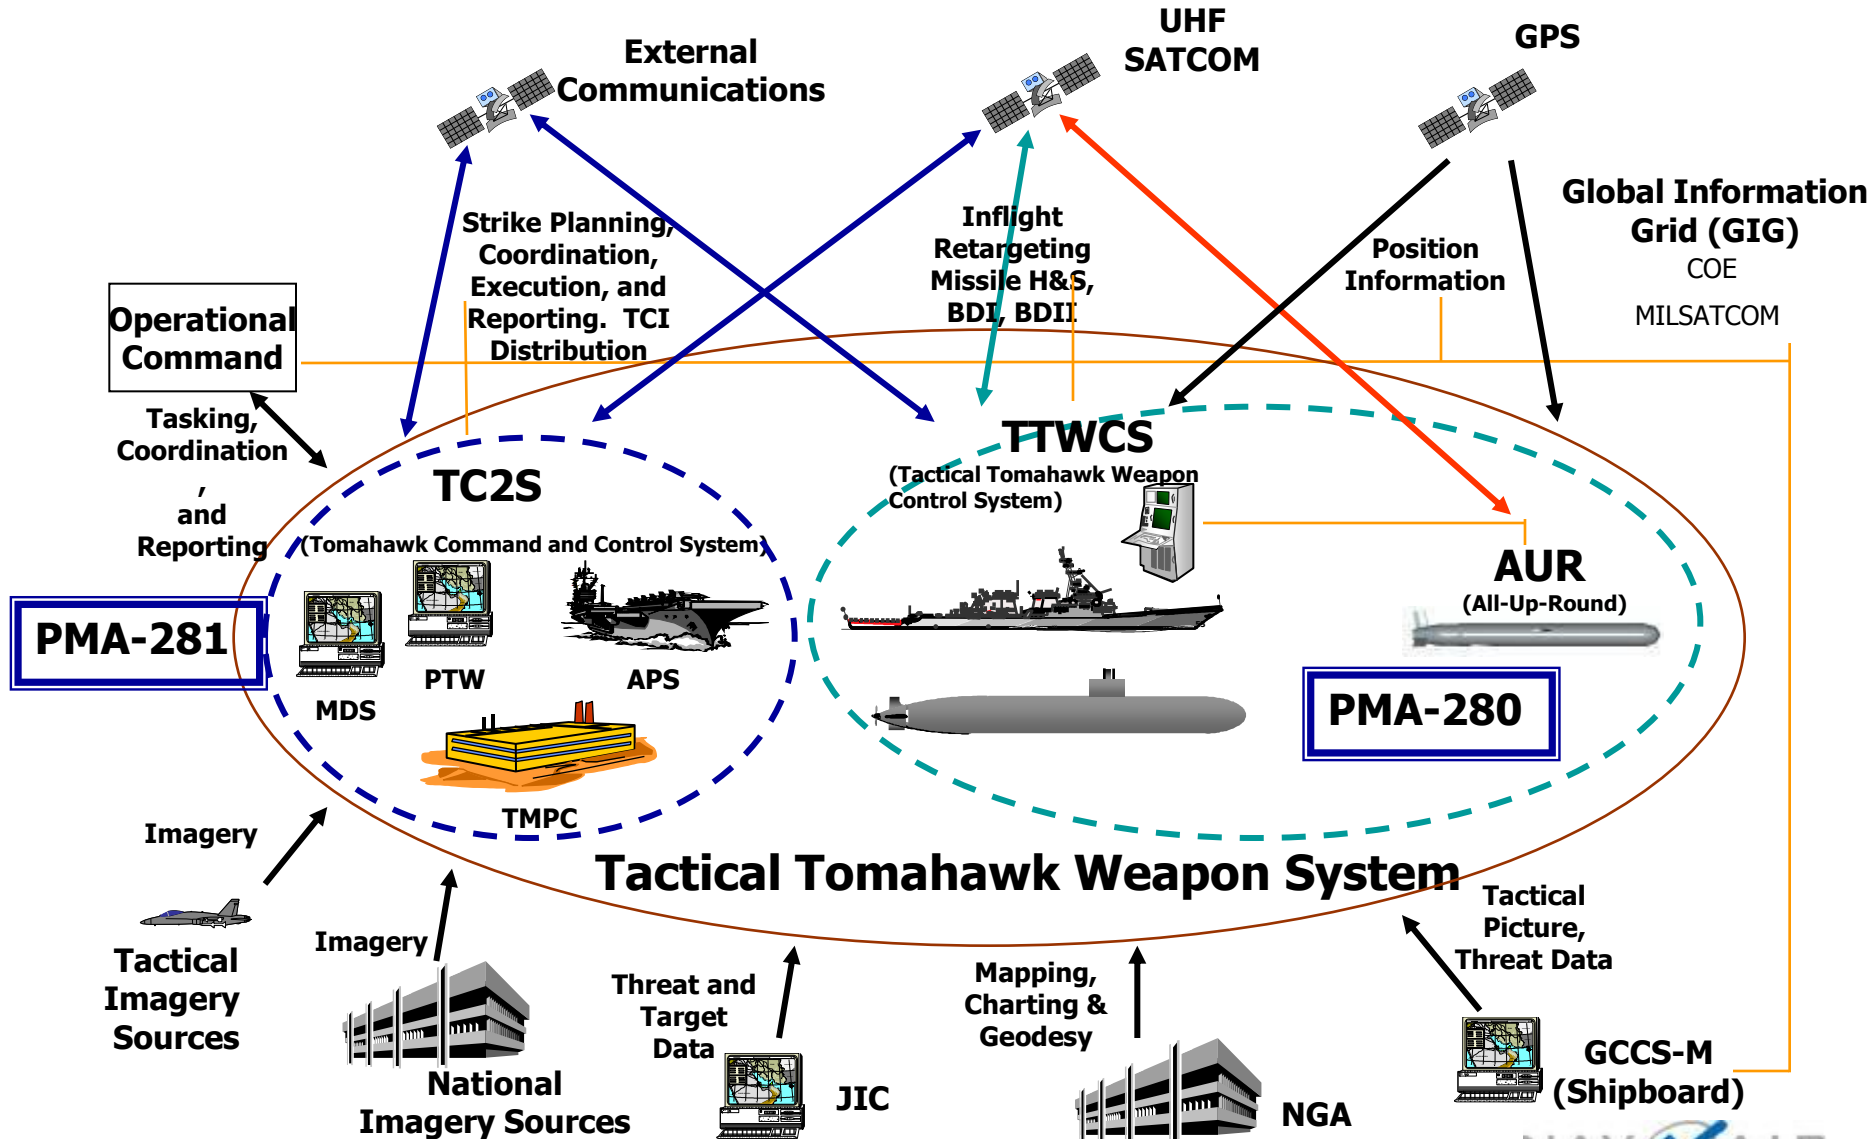 External
Communications
UHF
SATCOM
GPS
Global Information
Grid (GIG)
COE
MILSATCOM
Strike Planning,
Coordination,
Execution, and
Reporting. TCI
Distribution
Inflight
Retargeting
Missile H&S,
BDI, BDII
Position
Information
Operational
Command
Tasking,
Coordination
,
and
Reporting
TC2S
(Tomahawk Command and Control System)
TTWCS
(Tactical Tomahawk Weapon
Control System)
AUR
(All-Up-Round)
PMA-281
MDS
PTW
APS
TMPC
PMA-280
Tactical Tomahawk Weapon System
Imagery
Tactical
Imagery
Sources
Imagery
National
Imagery Sources
Threat and
Target
Data
JIC
Mapping,
Charting &
Geodesy
NGA
Tactical
Picture,
Threat Data
GCCS-M
(Shipboard)